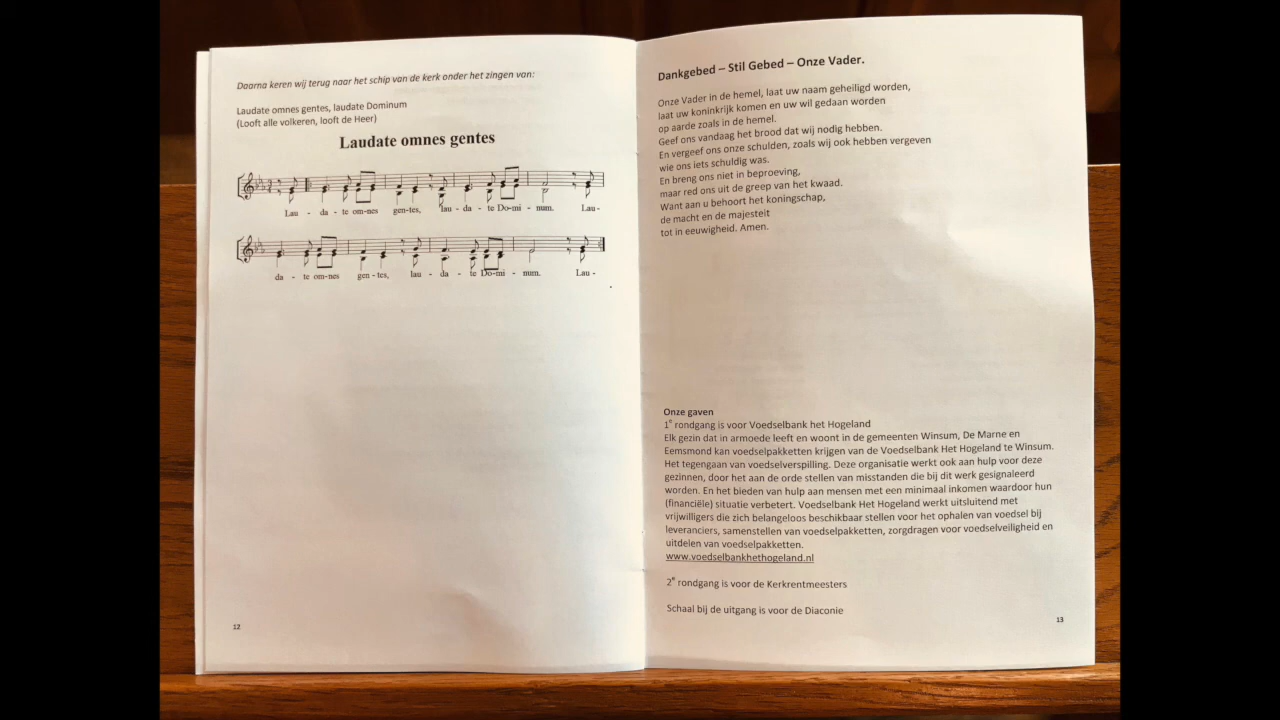 Daarna keren wij terug naar het schip van de kerk onder het zingen van:
Laudate omnes gentes, laudate Dominum
(Looft alle volkeren, looft de Heer)
Laudate omnes gentes
Lau - da - te om-nes gen-tes, lau - da - te Do-mi - num. Lau-
da - te om-nes gen - tes, lau - da - te Do-mi - num. Lau -
12
Dankgebed – Stil Gebed – Onze Vader.
Onze Vader in de hemel, laat uw naam geheiligd worden,
laat uw koninkrijk komen en uw wil gedaan worden
op aarde zoals in de hemel.
Geef ons vandaag het brood dat wij nodig hebben.
En vergeef ons onze schulden, zoals wij ook hebben vergeven
wie ons iets schuldig was.
En breng ons niet in beproeving,
maar red ons uit de greep van het kwaad.
Want aan u behoort het koningschap,
de macht en de majesteit
tot in eeuwigheid. Amen.
Onze gaven
1e rondgang is voor Voedselbank het Hogeland
Elk gezin dat in armoede leeft en woont in de gemeenten Winsum, De Marne en
Eemsmond kan voedselpakketten krijgen van de Voedselbank Het Hogeland te Winsum.
Het tegengaan van voedselverspilling. Deze organisatie werkt ook aan hulp voor deze
gezinnen, door het aan de orde stellen van misstanden die bij dit werk gesignaleerd
worden. En het bieden van hulp aan mensen met een minimaal inkomen waardoor hun
(financiële) situatie verbetert. Voedselbank Het Hogeland werkt uitsluitend met
vrijwilligers die zich belangeloos beschikbaar stellen voor het ophalen van voedsel bij
leveranciers, samenstellen van voedselpakketten, zorgdragen voor voedselveiligheid en
uitdelen van voedselpakketten.
www.voedselbankhethogeland.nl
2e rondgang is voor de Kerkrentmeesters
Schaal bij de uitgang is voor de Diaconie
13